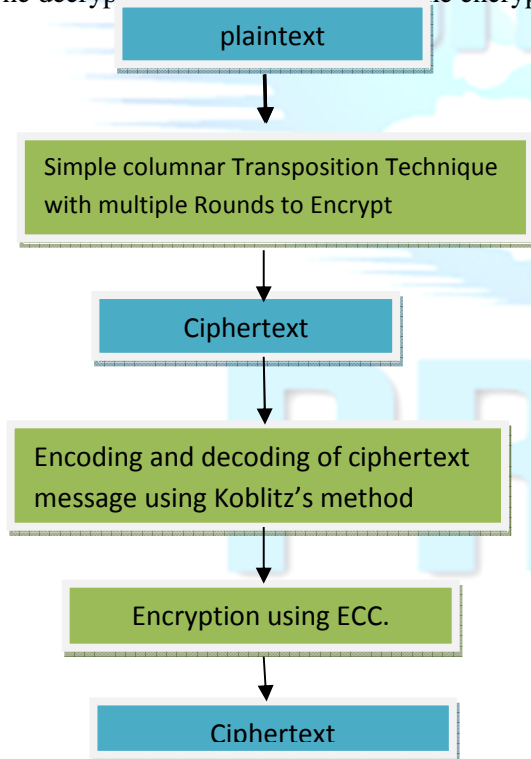 plaintext
Simple columnar Transposition Technique
with multiple Rounds to Encrypt
Ciphertext
Encoding and decoding of ciphertext
message using Koblitz’s method
Encryption using ECC.
Ciphertext